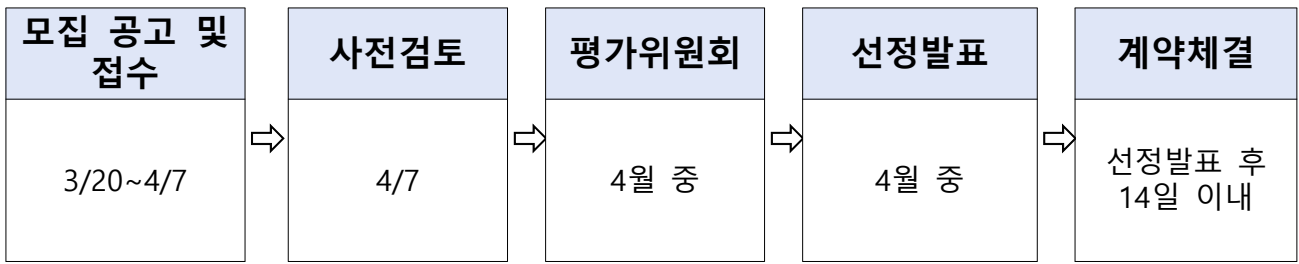 모집 공고 및
접수
사전검토
평가위원회
선정발표
계약체결
3/20~4/7
4/7
4월 중
4월 중
선정발표 후
14일 이내